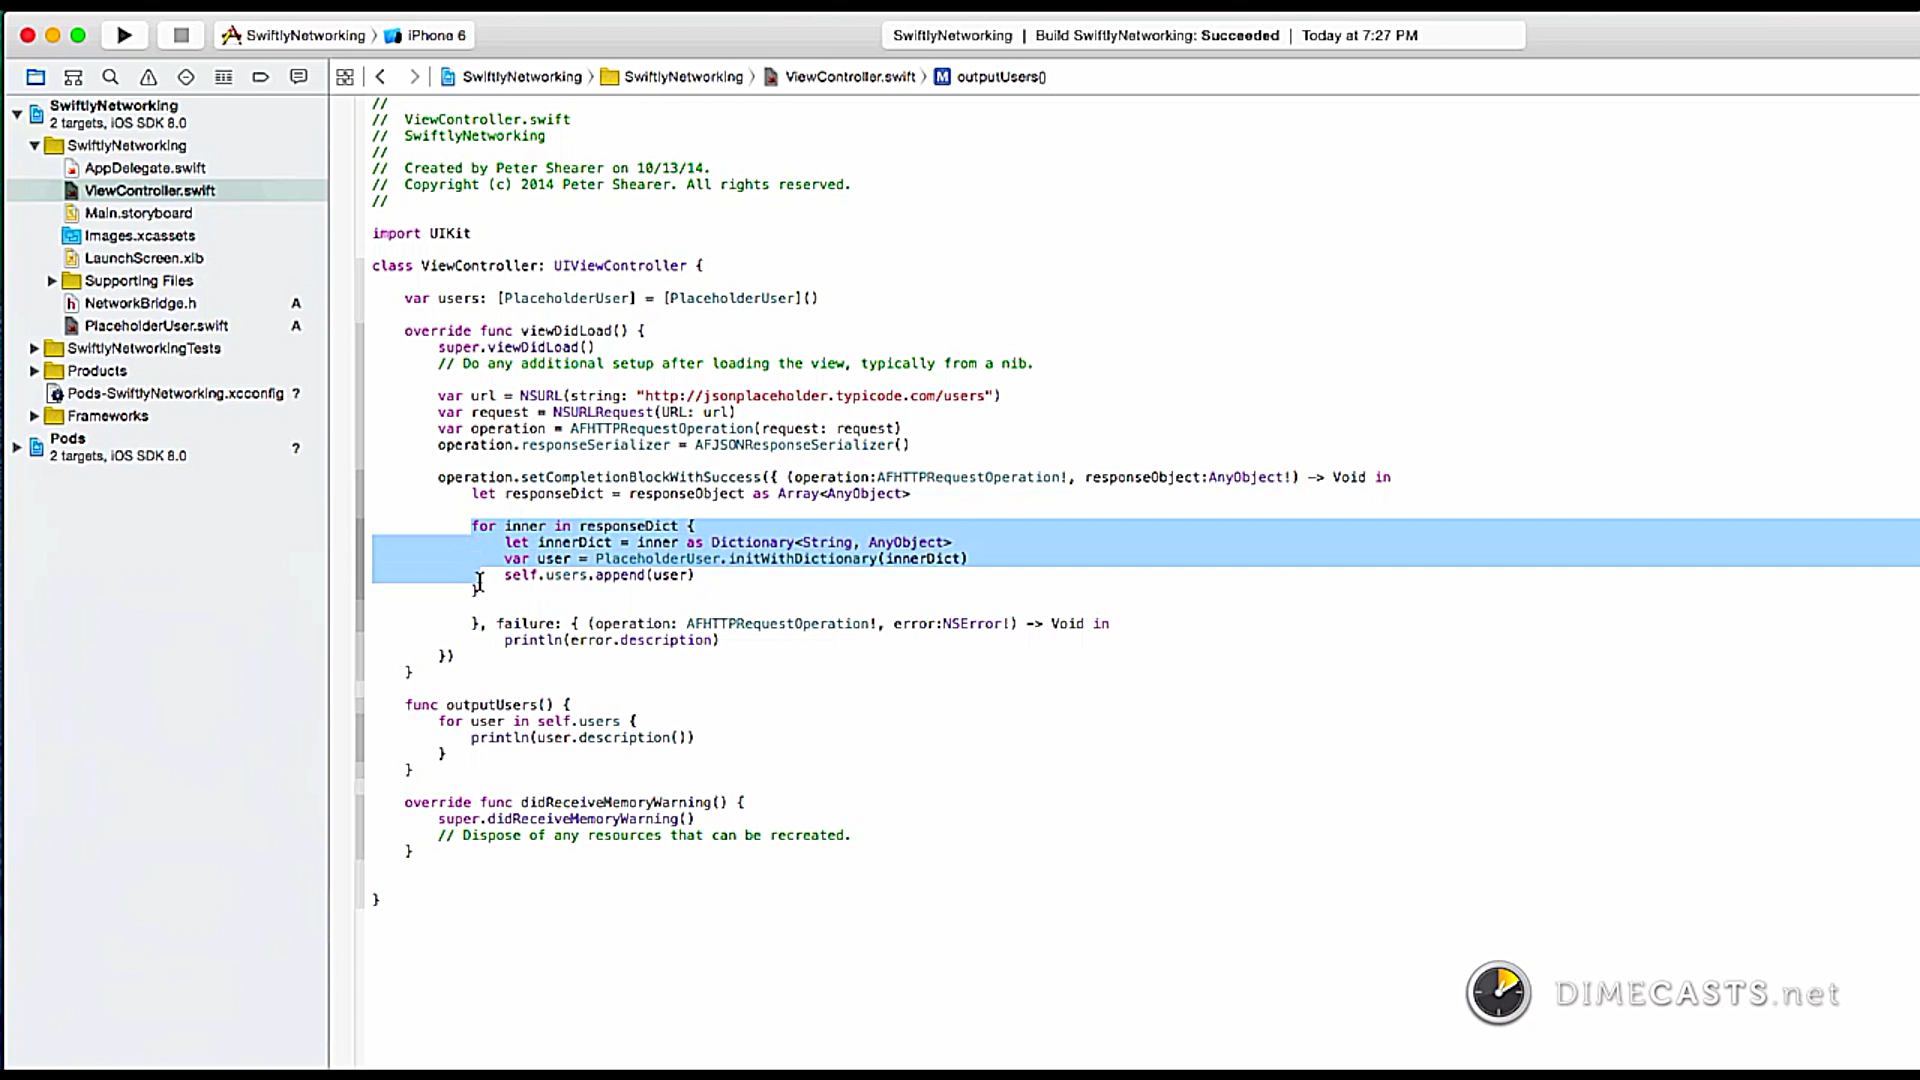 SwiftlyNetworking iPhone 6
SwiftlyNetworking | Build SwiftlyNetworking: Succeeded | Today at 7:27 PM
SwiftlyNetworking SwiftlyNetworking ViewController.swift M outputUsers()
SwiftlyNetworking
2 targets, iOS SDK 8.0
SwiftlyNetworking
AppDelegate.swift
ViewController.swift
Main.storyboard
Images.xcassets
LaunchScreen.xib
Supporting Files
h NetworkBridge.h A
PlaceholderUser.swift A
SwiftlyNetworkingTests
Products
Pods-SwiftlyNetworking.xcconfig ?
Frameworks
Pods
2 targets, iOS SDK 8.0 ?
//
// ViewController.swift
// SwiftlyNetworking
//
// Created by Peter Shearer on 10/13/14.
// Copyright (c) 2014 Peter Shearer. All rights reserved.
//
import UIKit
class ViewController: UIViewController {
var users: [PlaceholderUser] = [PlaceholderUser]()
override func viewDidLoad() {
super.viewDidLoad()
// Do any additional setup after loading the view, typically from a nib.
var url = NSURL(string: "http://jsonplaceholder.typicode.com/users")
var request = NSURLRequest(URL: url)
var operation = AFHTTPRequestOperation(request: request)
operation.responseSerializer = AFJSONResponseSerializer()
operation.setCompletionBlockWithSuccess({ (operation:AFHTTPRequestOperation!, responseObject:AnyObject!) -> Void in
let responseDict = responseObject as Array<AnyObject>
for inner in responseDict {
let innerDict = inner as Dictionary<String, AnyObject>
var user = PlaceholderUser.initWithDictionary(innerDict)
self.users.append(user)
}
}, failure: { (operation: AFHTTPRequestOperation!, error:NSError!) -> Void in
println(error.description)
})
}
func outputUsers() {
for user in self.users {
println(user.description())
}
}
override func didReceiveMemoryWarning() {
super.didReceiveMemoryWarning()
// Dispose of any resources that can be recreated.
}
}
DIMECASTS.net